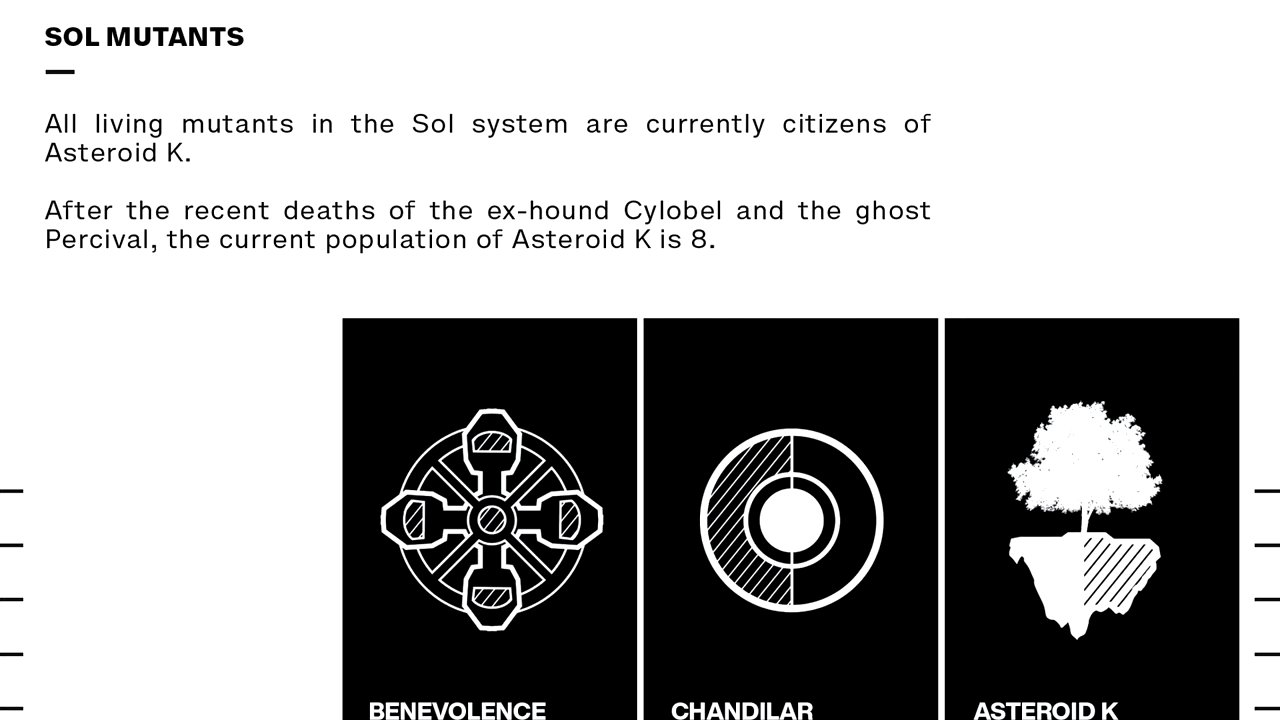 SOL MUTANTS
All living mutants in the Sol system are currently citizens of
Asteroid K.
After the recent deaths of the ex-hound Cylobel and the ghost
Percival, the current population of Asteroid K is 8.
BENEVOLENCE
CHANDILAR
ASTEROID K